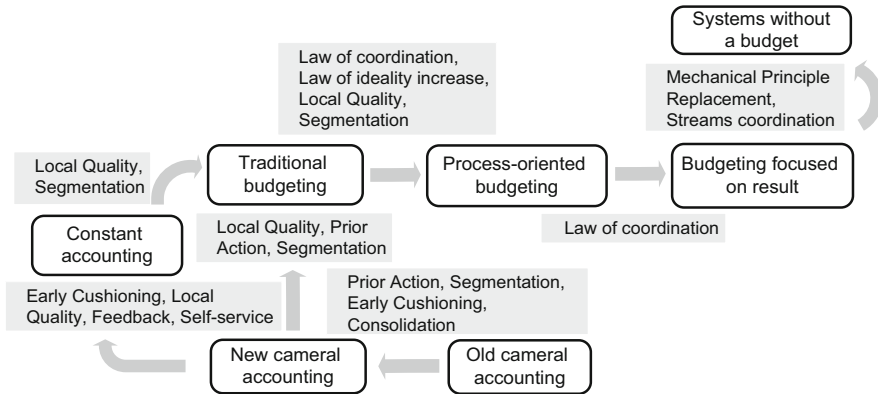 Systems without
a budget
Law of coordination,
Law of ideality increase,
Local Quality,
Segmentation
Mechanical Principle
Replacement,
Streams coordination
Local Quality,
Segmentation
Traditional
budgeting
Process-oriented
budgeting
Budgeting focused
on result
Constant
accounting
Local Quality, Prior
Action, Segmentation
Law of coordination
Early Cushioning, Local
Quality, Feedback, Self-service
Prior Action, Segmentation,
Early Cushioning,
Consolidation
New cameral
accounting
Old cameral
accounting